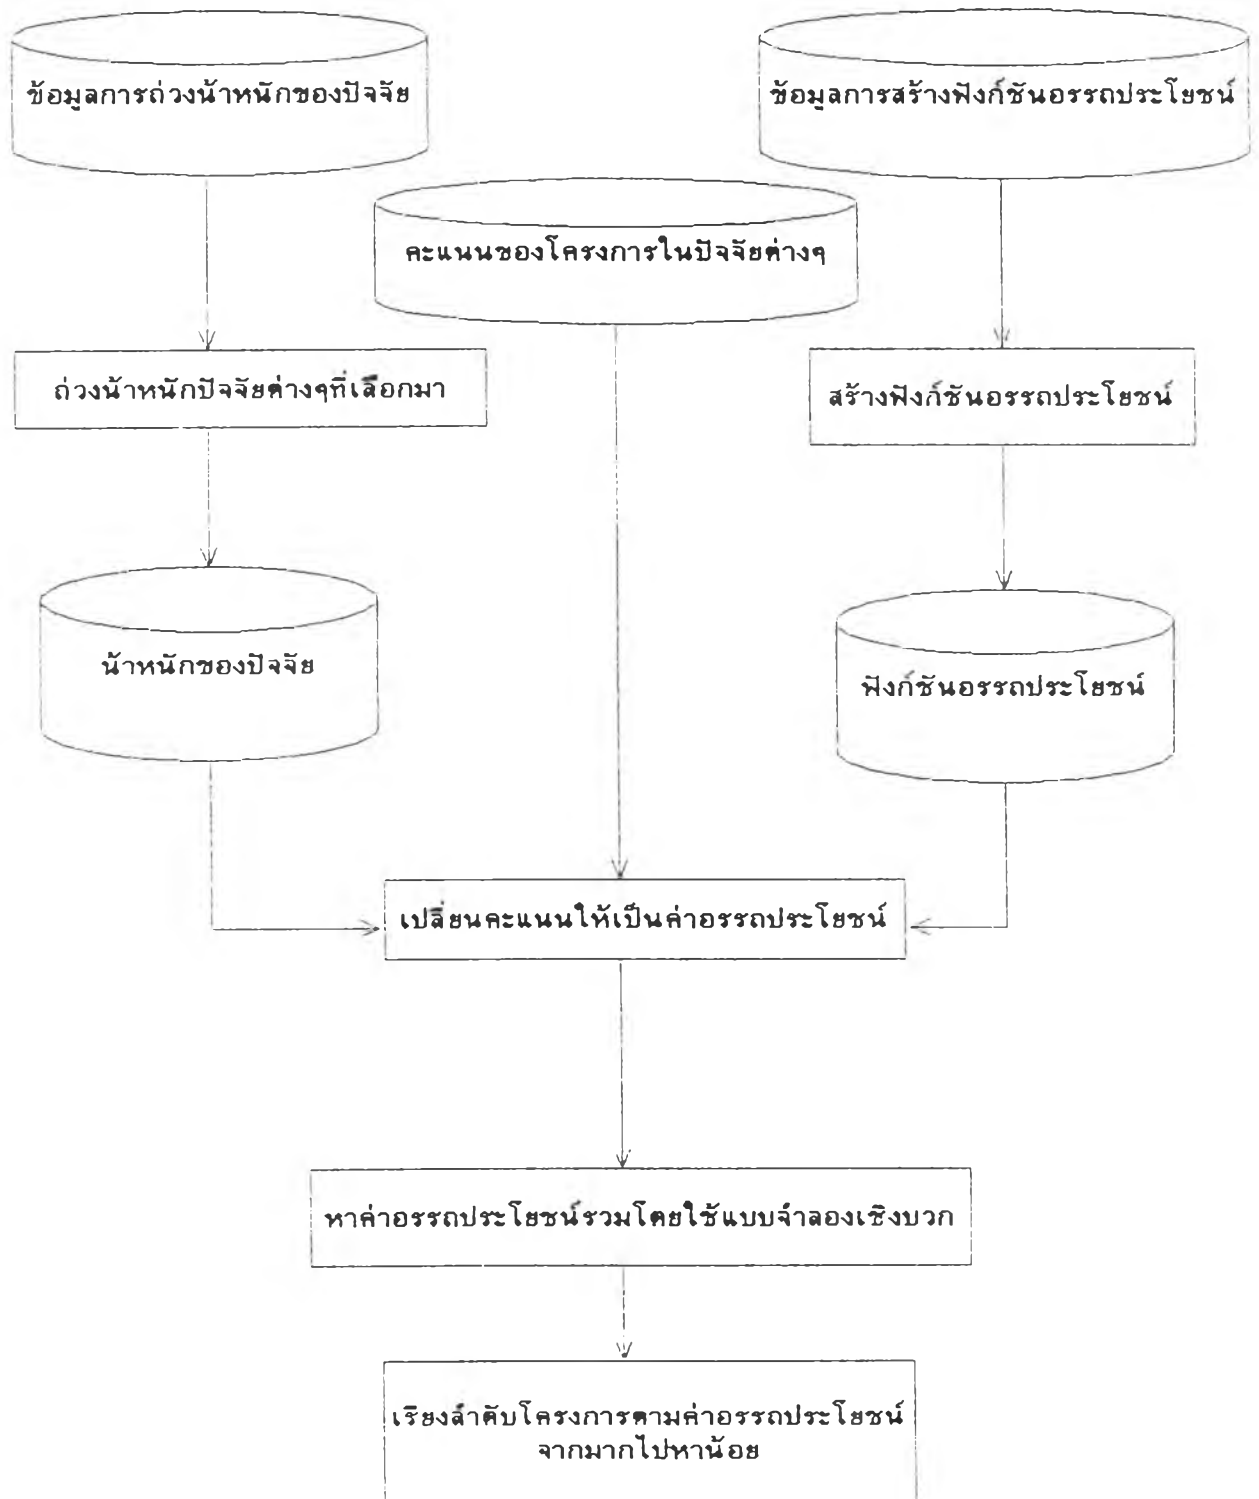 ข้อมูลการถ่วงน้ำหนักของปัจจัย
ข้อมูลการสร้างฟังก์ชันอรรถประโยชน์
คะแนนของโครงการในปัจจัยต่างๆ
ถ่วงน้ำหนักปัจจัยต่างๆที่เลือกมา
สร้างฟังก์ชันอรรถประโยชน์
น้ำหนักของปัจจัย
ฟังก์ชันอรรถประโยชน์
เปลี่ยนคะแนนให้เป็นค่าอรรถประโยชน์
หาค่าอรรถประโยชน์รวมโดยใช้แบบจำลองเชิงบวก
เรียงลำดับโครงการตามค่าอรรถประโยชน์
จากมากไปหาน้อย